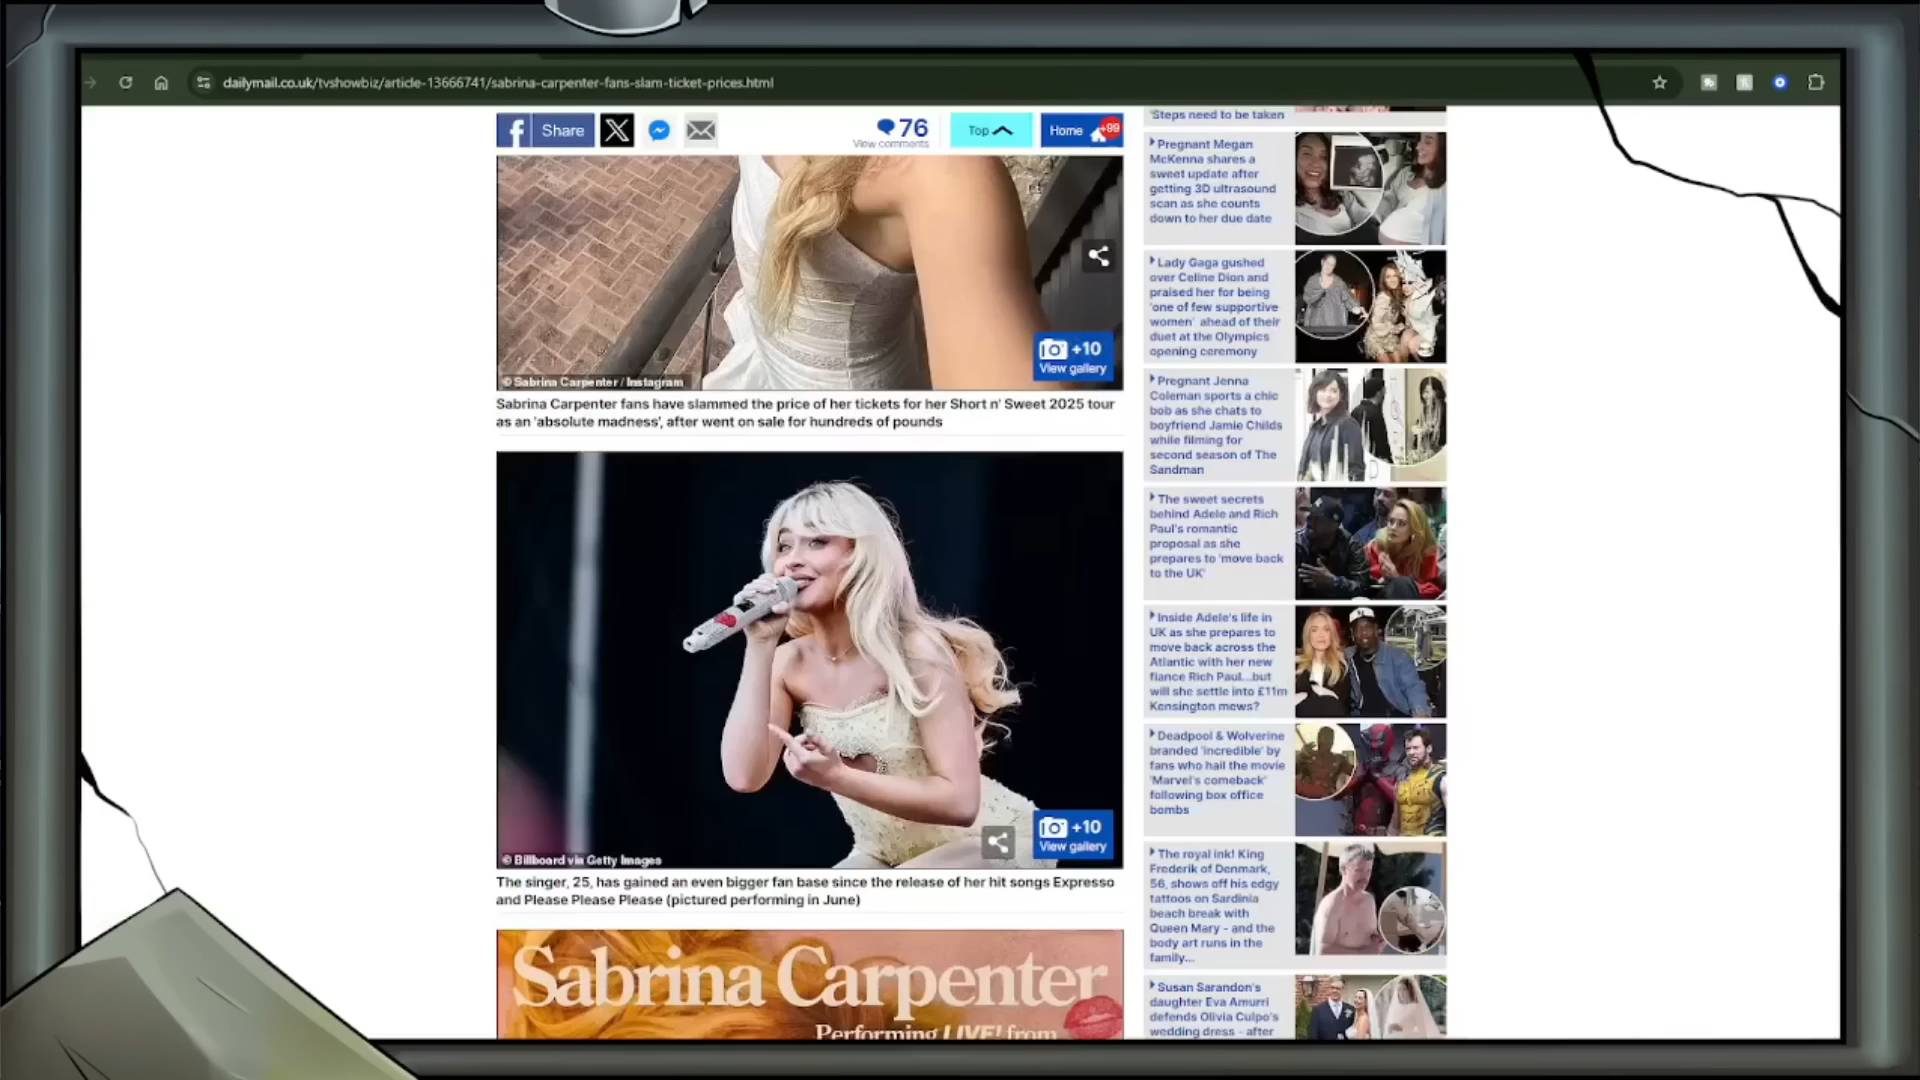 dailymail.co.uk/tvshowbiz/article-13666741/sabrina-carpenter-fans-slam-ticket-prices.html
f Share
X
76
View comments
Top
Home
+99
+10
View gallery
© Sabrina Carpenter / Instagram
Sabrina Carpenter fans have slammed the price of her tickets for her Short n' Sweet 2025 tour
as an 'absolute madness', after went on sale for hundreds of pounds
+10
View gallery
© Billboard via Getty Images
The singer, 25, has gained an even bigger fan base since the release of her hit songs Expresso
and Please Please Please (pictured performing in June)
Sabrina Carpenter
Performing LIVE! from
'Steps need to be taken
Pregnant Megan
McKenna shares a
sweet update after
getting 3D ultrasound
scan as she counts
down to her due date
Lady Gaga gushed
over Celine Dion and
praised her for being
'one of few supportive
women' ahead of their
duet at the Olympics
opening ceremony
Pregnant Jenna
Coleman sports a chic
bob as she chats to
boyfriend Jamie Childs
while filming for
second season of The
Sandman
The sweet secrets
behind Adele and Rich
Paul's romantic
proposal as she
prepares to 'move back
to the UK'
Inside Adele's life in
UK as she prepares to
move back across the
Atlantic with her new
fiance Rich Paul...but
will she settle into £11m
Kensington mews?
Deadpool & Wolverine
branded 'incredible' by
fans who hail the movie
'Marvel's comeback'
following box office
bombs
The royal ink! King
Frederik of Denmark,
56, shows off his edgy
tattoos on Sardinia
beach break with
Queen Mary - and the
body art runs in the
family...
Susan Sarandon's
daughter Eva Amurri
defends Olivia Culpo's
wedding dress - after